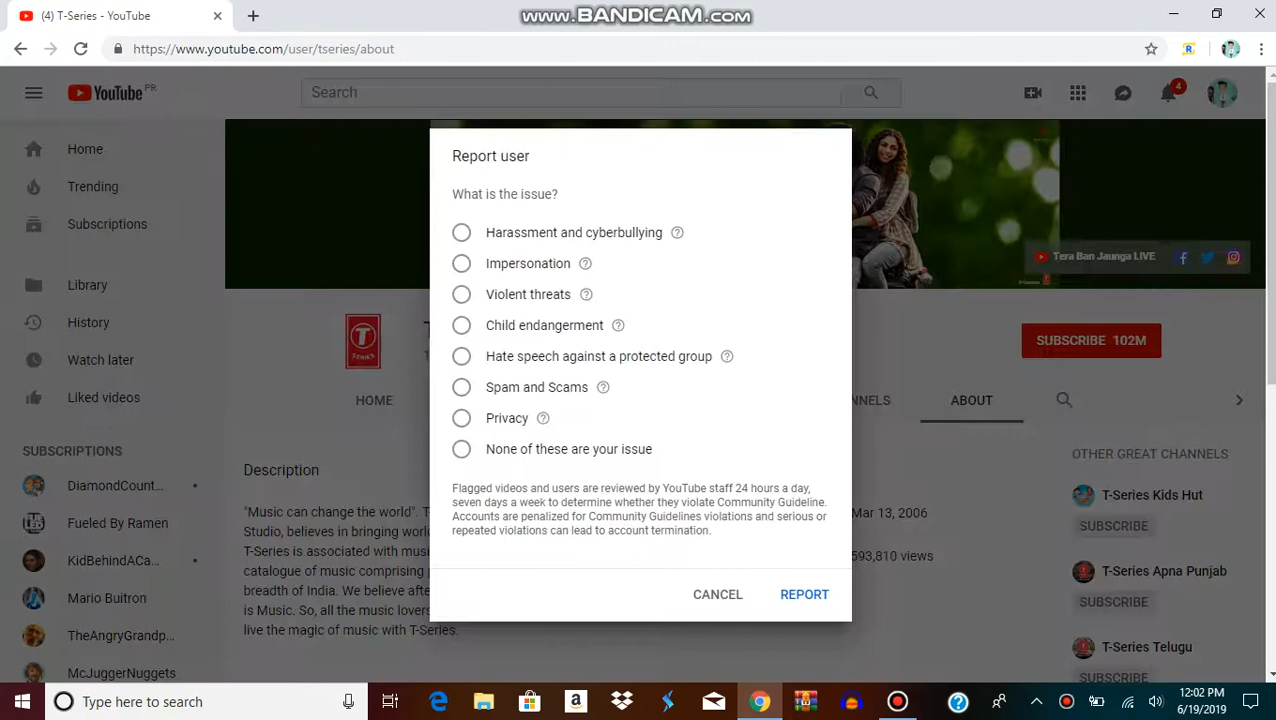 (4) T-Series - YouTube
www.BANDICAM.com
https://www.youtube.com/user/tseries/about
YouTube PR
Search
4
Home
Trending
Subscriptions
Library
History
Watch later
Liked videos
SUBSCRIPTIONS
DiamondCount...
Fueled By Ramen
KidBehindACa...
Mario Buitron
TheAngryGrandp...
McJuggerNuggets
Tera Ban Jaunga LIVE
T-SERIES
SUBSCRIBE 102M
HOME
ABOUT
Report user
What is the issue?
Harassment and cyberbullying
Impersonation
Violent threats
Child endangerment
Hate speech against a protected group
Spam and Scams
Privacy
None of these are your issue
Flagged videos and users are reviewed by YouTube staff 24 hours a day,
seven days a week to determine whether they violate Community Guideline.
Accounts are penalized for Community Guidelines violations and serious or
repeated violations can lead to account termination.
CANCEL REPORT
Description
"Music can change the world". T-
Studio, believes in bringing world
T-Series is associated with music
catalogue of music comprising
breadth of India. We believe after
is Music. So, all the music lovers
live the magic of music with T-Series.
Mar 13, 2006
593,810 views
OTHER GREAT CHANNELS
T-Series Kids Hut
SUBSCRIBE
T-Series Apna Punjab
SUBSCRIBE
T-Series Telugu
SUBSCRIBE
Type here to search
12:02 PM
6/19/2019